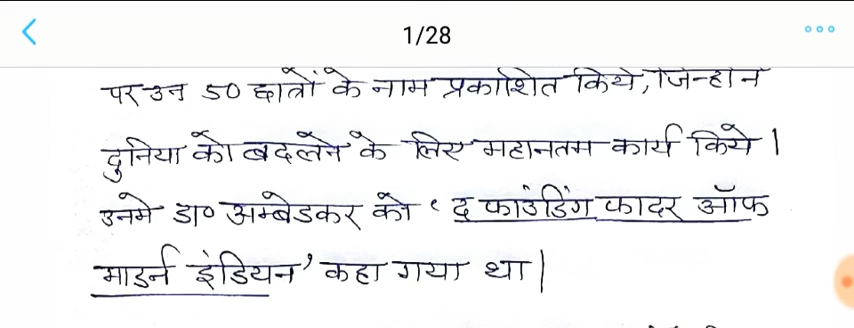 1/28
पर उन 50 छात्रों के नाम प्रकाशित किये, जिन्होंने
दुनिया को बदलने के लिए महानतम कार्य किये |
उनमे डा० अम्बेडकर को ‘द फाउंडिंग फादर ऑफ
माडर्न इंडियन’ कहा गया था |